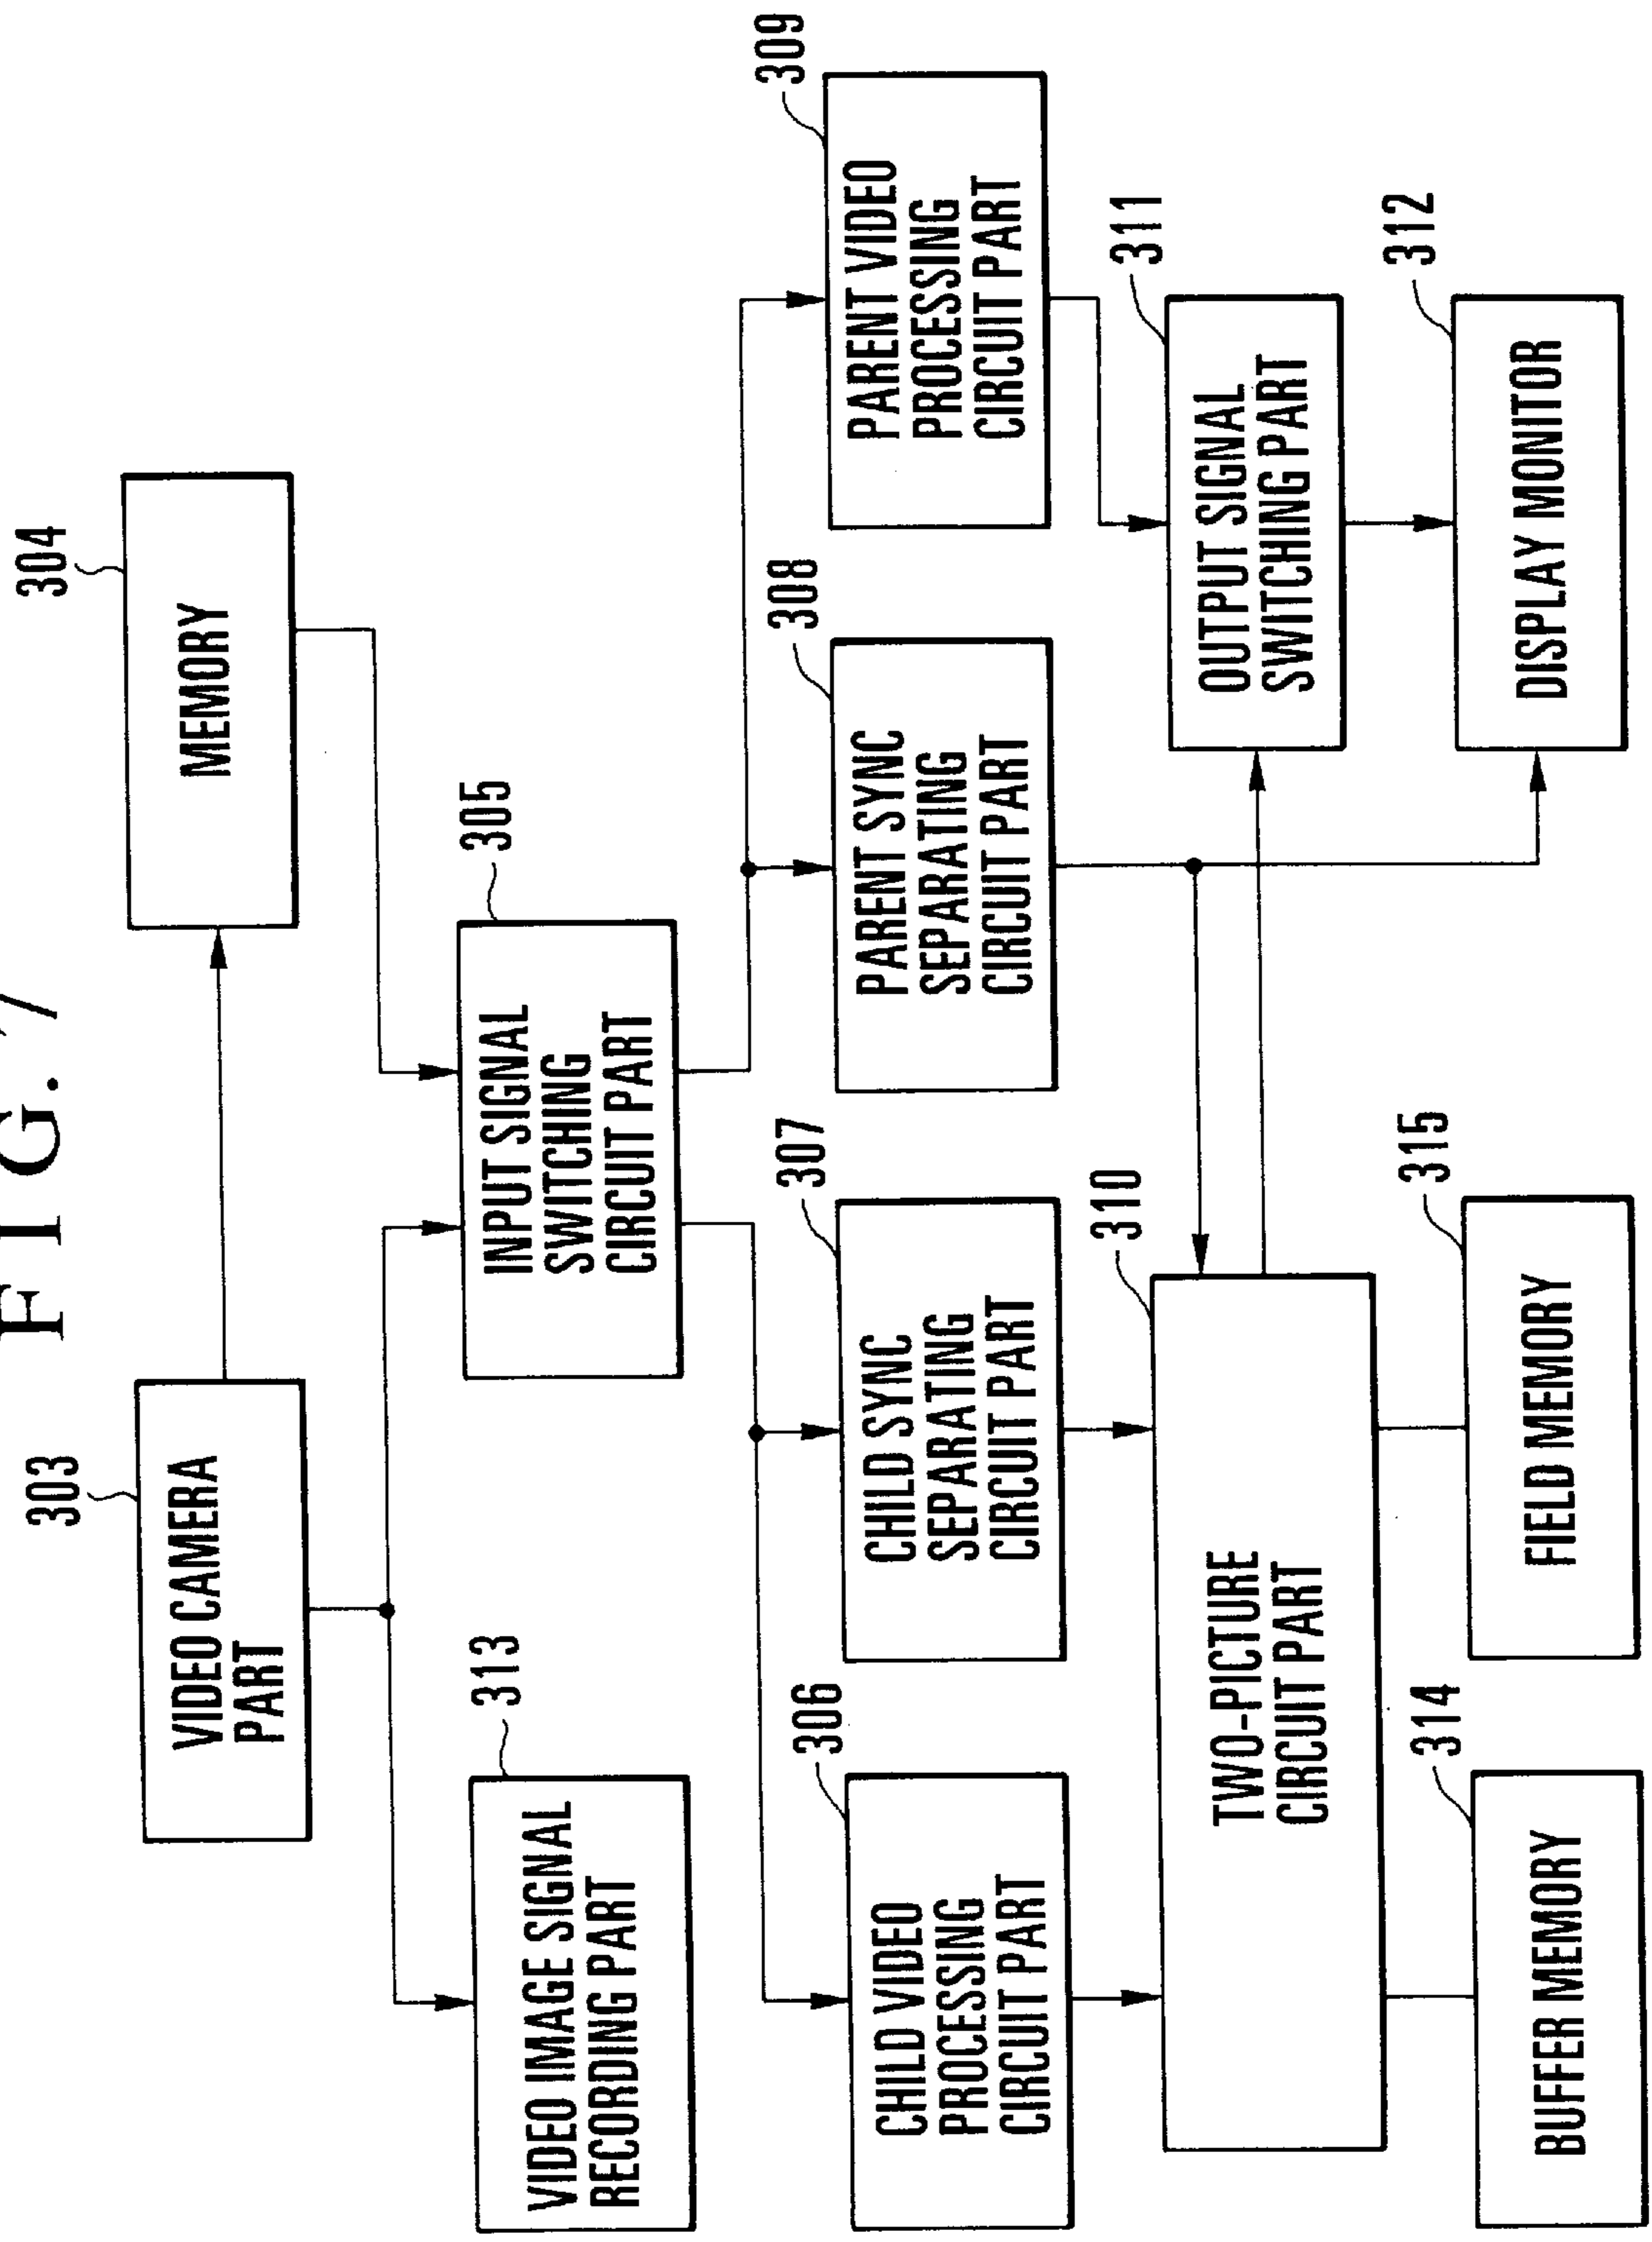 FIG. 7
303
VIDEO CAMERA
PART
304
MEMORY
313
VIDEO IMAGE SIGNAL
RECORDING PART
305
INPUT SIGNAL
SWITCHING
CIRCUIT PART
306
CHILD VIDEO
PROCESSING
CIRCUIT PART
307
CHILD SYNC
SEPARATING
CIRCUIT PART
308
PARENT SYNC
SEPARATING
CIRCUIT PART
309
PARENT VIDEO
PROCESSING
CIRCUIT PART
310
TWO-PICTURE
CIRCUIT PART
311
OUTPUT SIGNAL
SWITCHING PART
314
BUFFER MEMORY
315
FIELD MEMORY
312
DISPLAY MONITOR